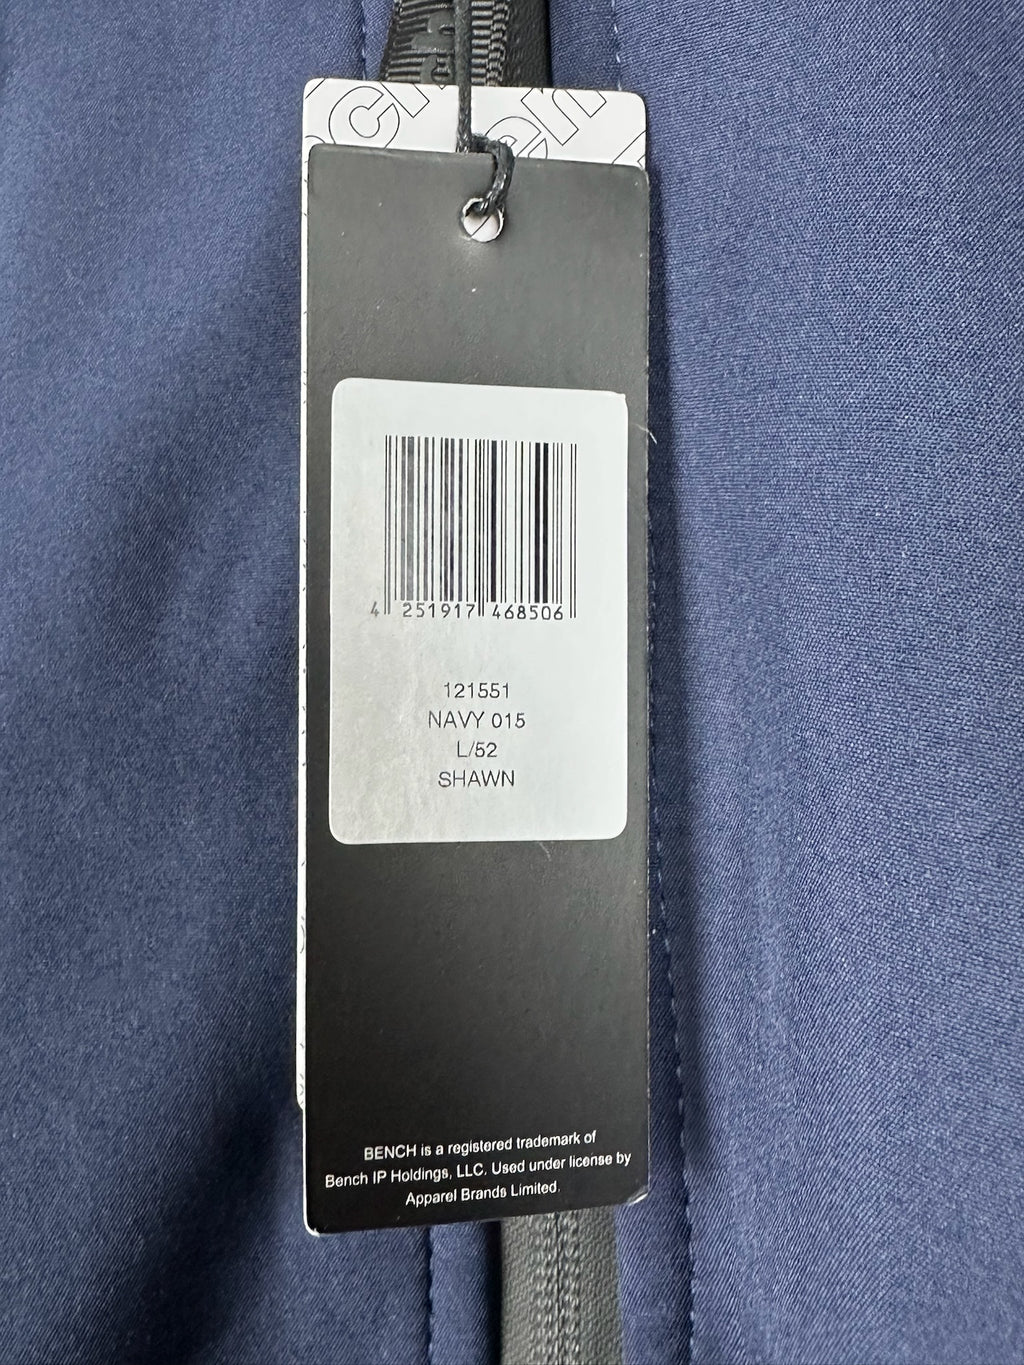 4 251917 468506
121551
NAVY 015
L/52
SHAWN
BENCH is a registered trademark of
Bench IP Holdings, LLC. Used under license by
Apparel Brands Limited.